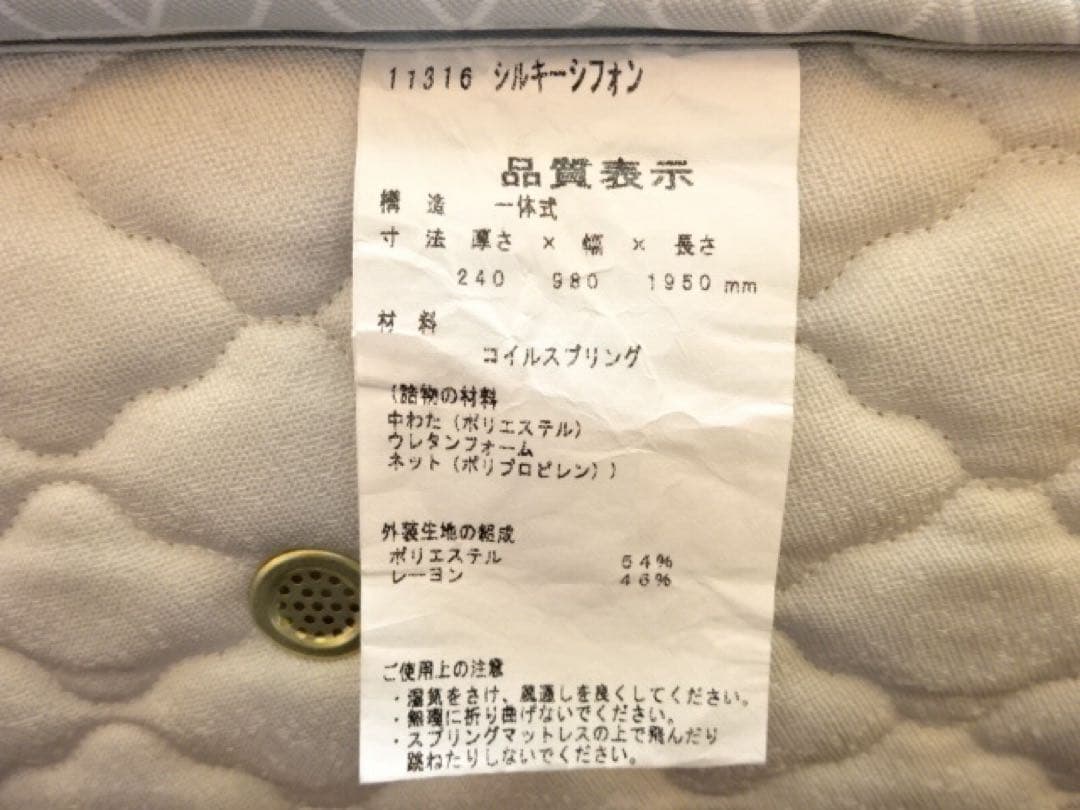 11316 シルキーシフォン
品質表示
構 造 一体式
寸 法 厚さ × 幅 × 長さ
240 980 1950 mm
材 料
コイルスプリング
(詰物の材料
中わた(ポリエステル)
ウレタンフォーム
ネット(ポリプロピレン))
外装生地の組成
ポリエステル 54%
レーヨン 46%
ご使用上の注意
・湿気をさけ、風通しを良くしてください。
・無理に折り曲げないでください。
・スプリングマットレスの上で飛んだり
跳ねたりしないでください。